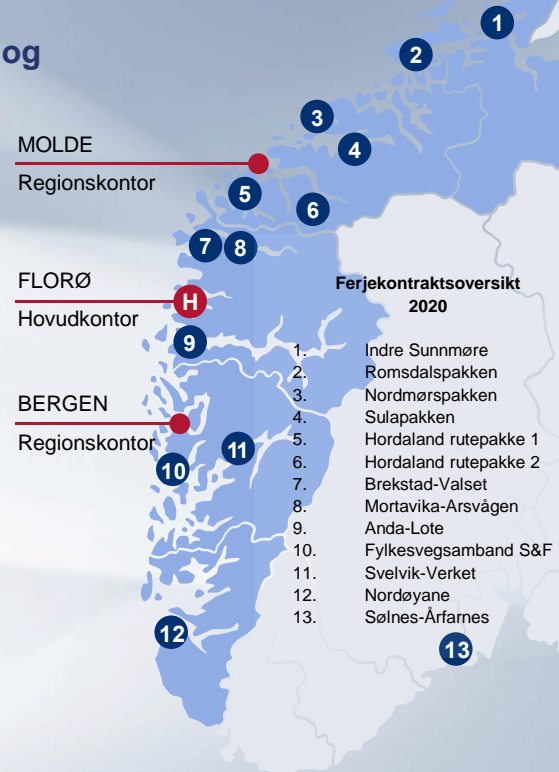 og
1
2
3
MOLDE
Regionskontor
4
5
6
7
8
FLORØ
H
Hovudkontor
9
Ferjekontraktsoversikt
2020
1. Indre Sunnmøre
2. Romsdalspakken
3. Nordmørspakken
4. Sulapakken
5. Hordaland rutepakke 1
6. Hordaland rutepakke 2
7. Brekstad-Valset
8. Mortavika-Arsvågen
9. Anda-Lote
10. Fylkesvegsamband S&F
11. Svelvik-Verket
12. Nordøyane
13. Sølnes-Årfarnes
BERGEN
Regionskontor
11
10
12
13